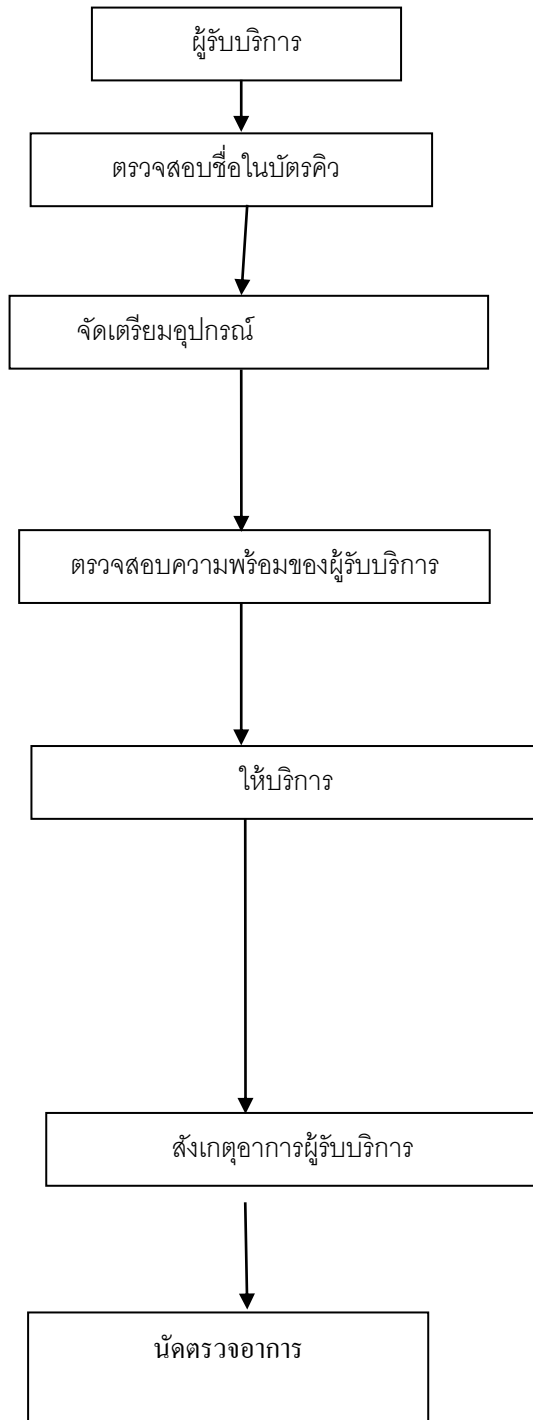 ผู้รับบริการ
ตรวจสอบชื่อในบัตรคิว
จัดเตรียมอุปกรณ์
ตรวจสอบความพร้อมของผู้รับบริการ
ให้บริการ
สังเกตุอาการผู้รับบริการ
นัดตรวจอาการ